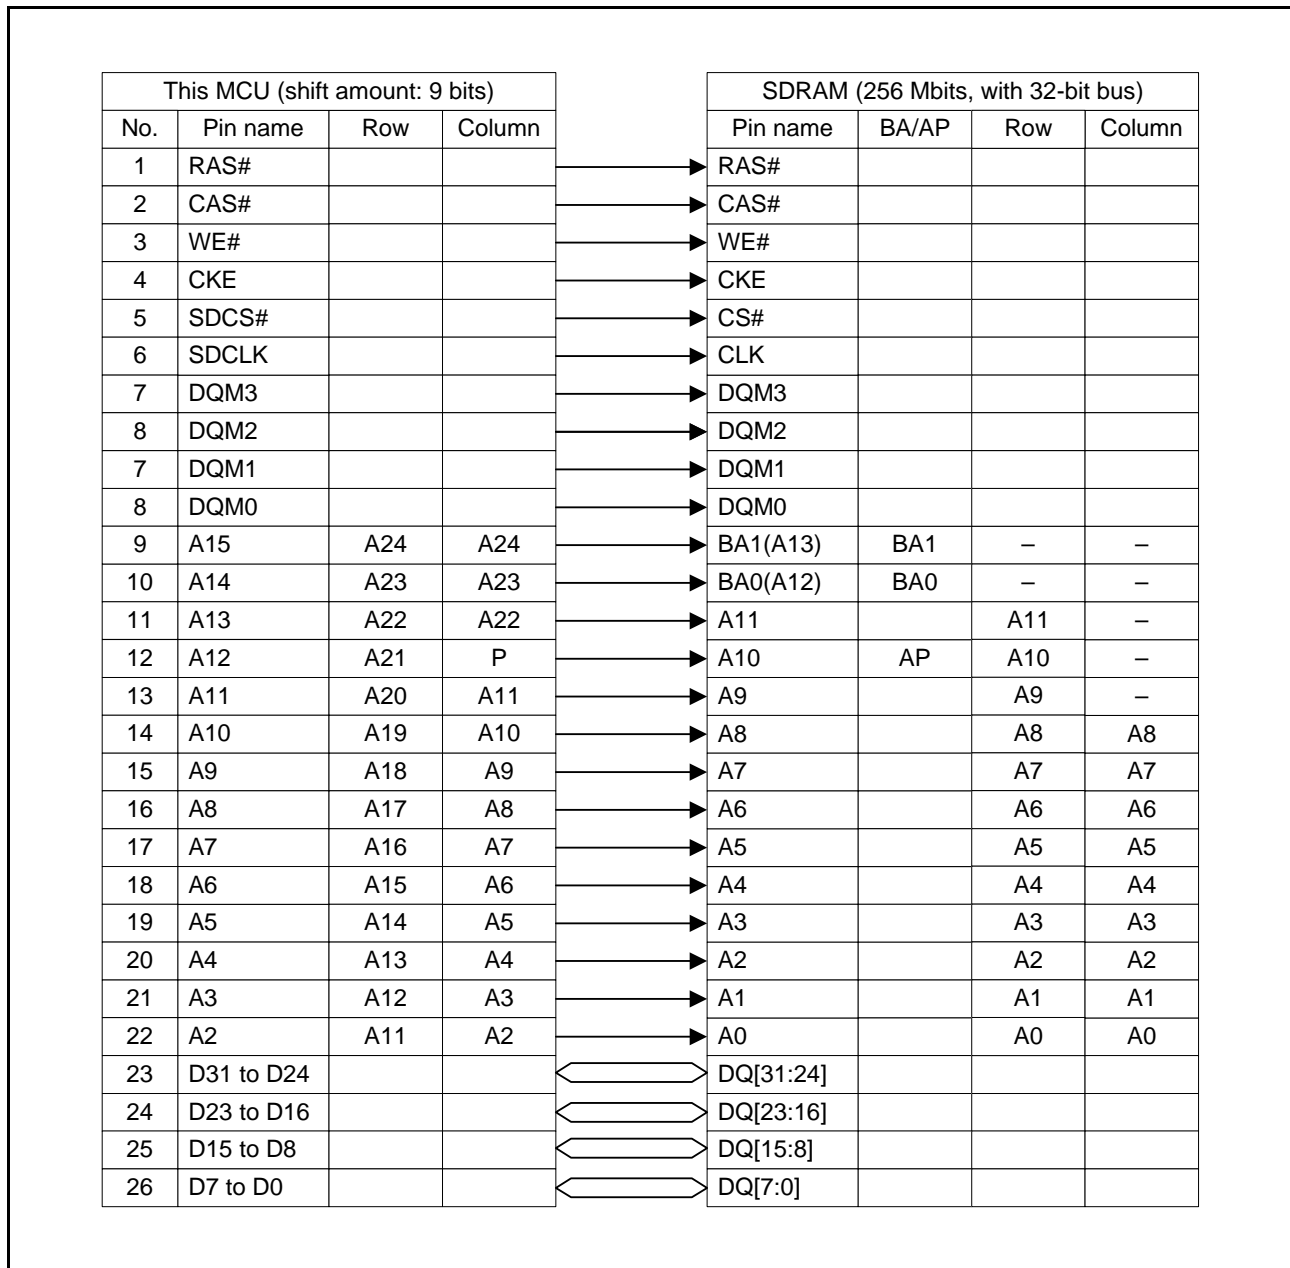 This MCU (shift amount: 9 bits) SDRAM (256 Mbits, with 32-bit bus)
No. Pin name Row Column Pin name BA/AP Row Column
1 RAS# RAS#
2 CAS# CAS#
3 WE# WE#
4 CKE CKE
5 SDCS# CS#
6 SDCLK CLK
7 DQM3 DQM3
8 DQM2 DQM2
7 DQM1 DQM1
8 DQM0 DQM0
9 A15 A24 A24 BA1(A13) BA1 – –
10 A14 A23 A23 BA0(A12) BA0 – –
11 A13 A22 A22 A11 A11 –
12 A12 A21 P A10 AP A10 –
13 A11 A20 A11 A9 A9 –
14 A10 A19 A10 A8 A8 A8
15 A9 A18 A9 A7 A7 A7
16 A8 A17 A8 A6 A6 A6
17 A7 A16 A7 A5 A5 A5
18 A6 A15 A6 A4 A4 A4
19 A5 A14 A5 A3 A3 A3
20 A4 A13 A4 A2 A2 A2
21 A3 A12 A3 A1 A1 A1
22 A2 A11 A2 A0 A0 A0
23 D31 to D24 DQ[31:24]
24 D23 to D16 DQ[23:16]
25 D15 to D8 DQ[15:8]
26 D7 to D0 DQ[7:0]